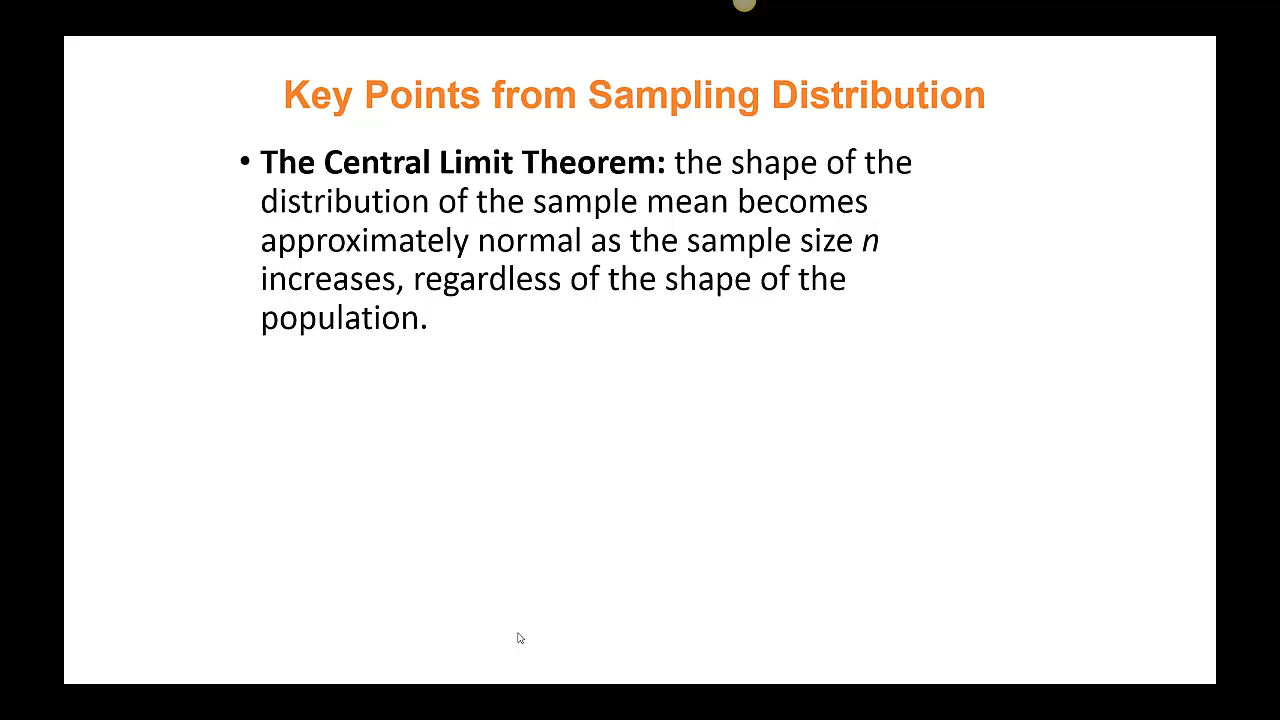 Key Points from Sampling Distribution
• The Central Limit Theorem: the shape of the
distribution of the sample mean becomes
approximately normal as the sample size n
increases, regardless of the shape of the
population.